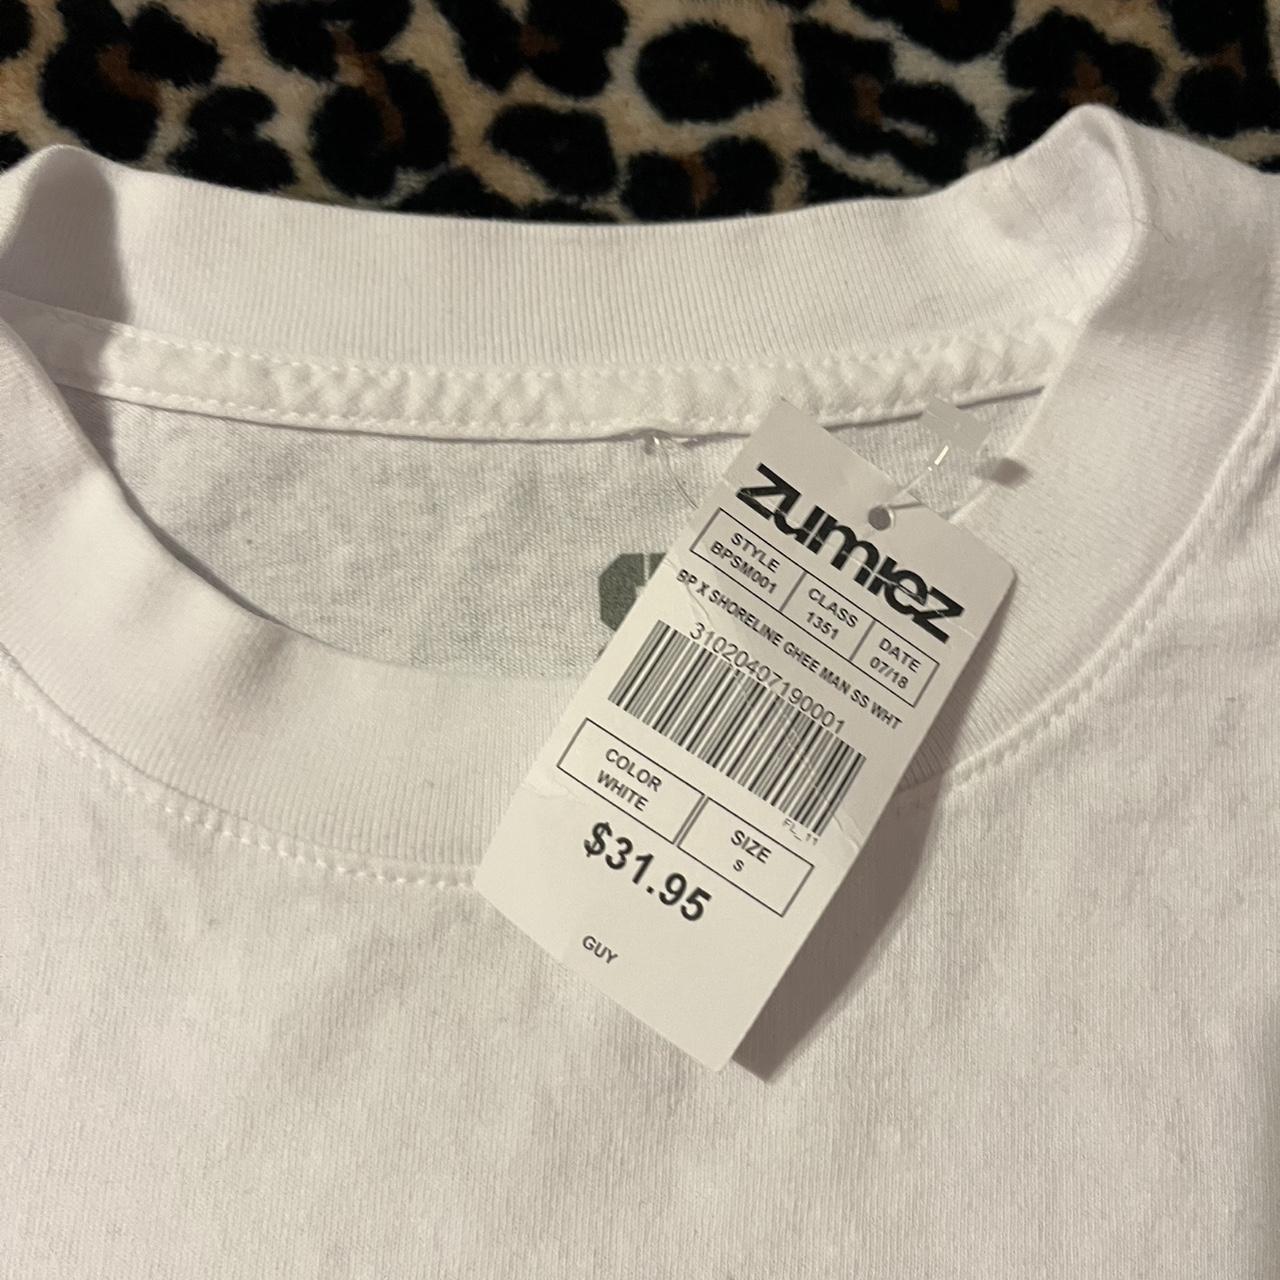 zumiez
STYLE
BPSM001
CLASS
1351
DATE
07/18
BP X SHORELINE GHEE MAN SS WHT
31020407190001
FL_11
COLOR
WHITE
SIZE
S
$31.95
GUY